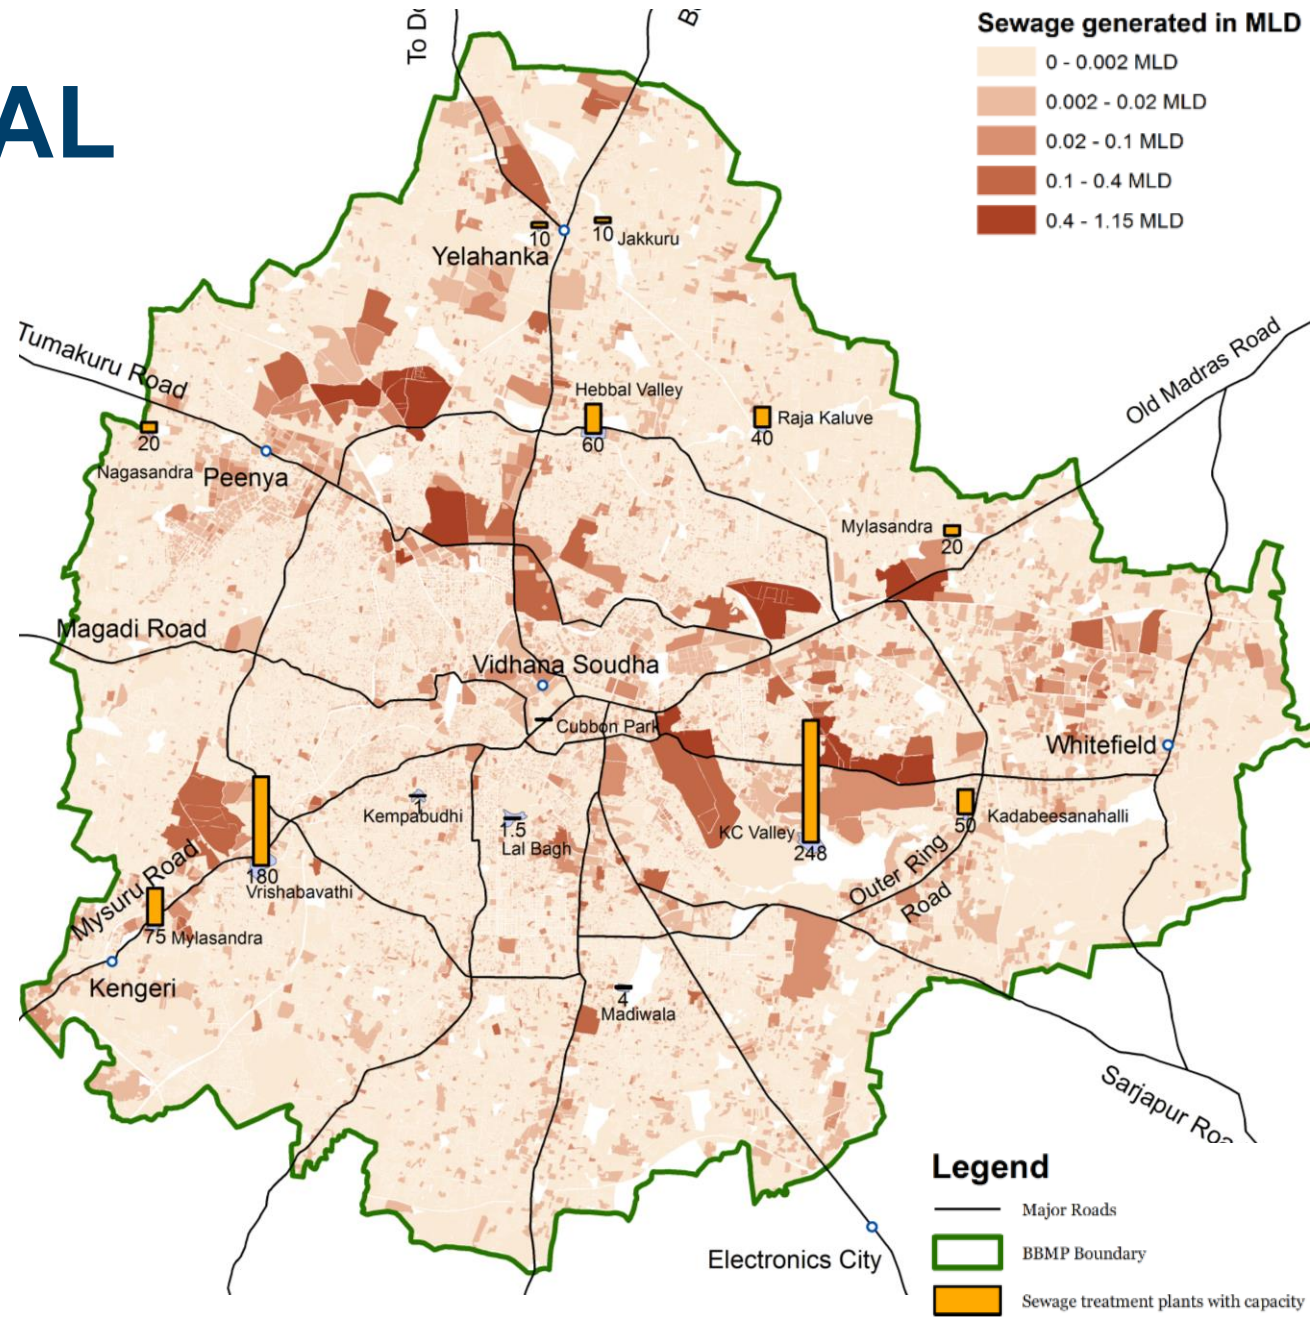 AL
To D
B
Sewage generated in MLD
0 - 0.002 MLD
0.002 - 0.02 MLD
0.02 - 0.1 MLD
0.1 - 0.4 MLD
0.4 - 1.15 MLD
10
10
Jakkuru
Yelahanka
Tumakuru Road
Old Madras Road
Hebbal Valley
60
Raja Kaluve
40
20
Nagasandra
Peenya
Mylasandra
20
Magadi Road
Vidhana Soudha
Cubbon Park
Whitefield
1
Kempabudhi
1.5
Lal Bagh
KC Valley
248
50
Kadabeesanahalli
Outer Ring
Road
180
Vrishabavathi
Mysuru Road
75
Mylasandra
Kengeri
4
Madiwala
Sarjapur Roa
Electronics City
Legend
Major Roads
BBMP Boundary
Sewage treatment plants with capacity